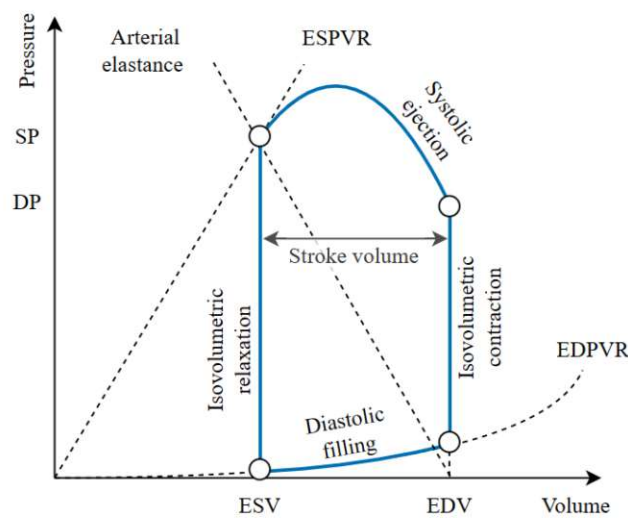 Pressure
Arterial
elastance
ESPVR
Systolic
ejection
SP
DP
Stroke volume
Isovolumetric
relaxation
Isovolumetric
contraction
EDPVR
Diastolic
filling
ESV
EDV
Volume